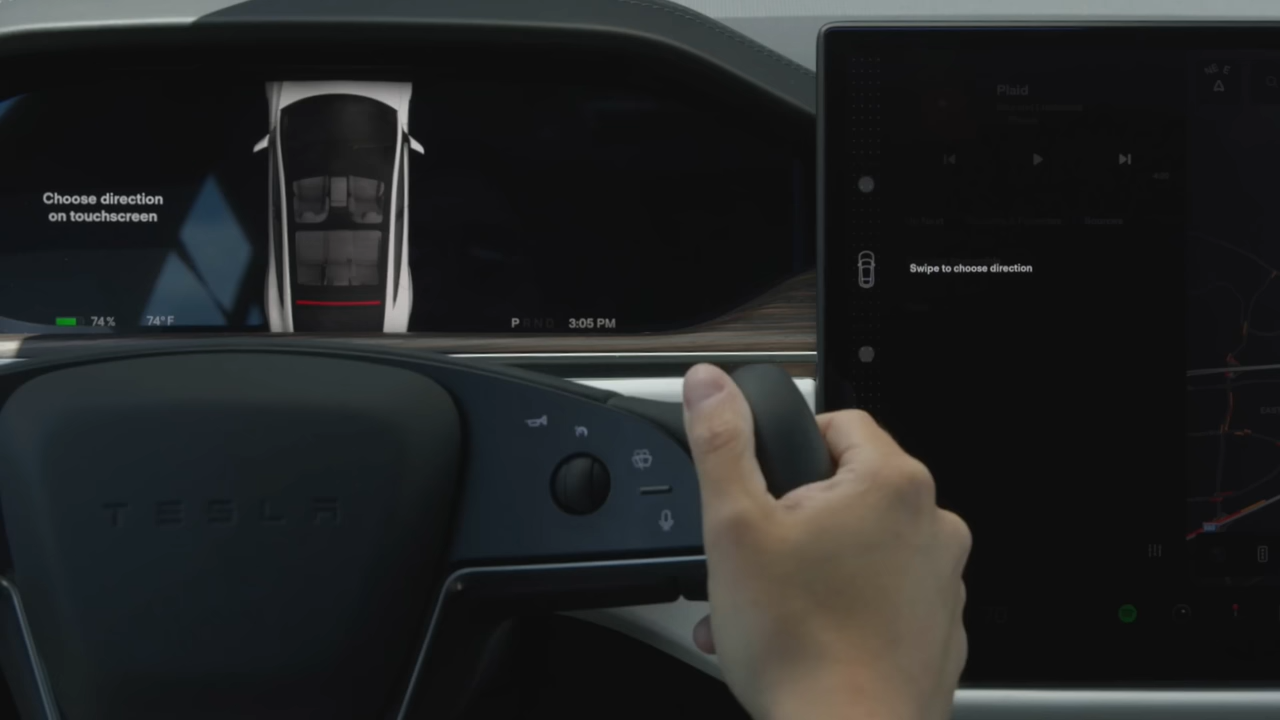 Choose direction
on touchscreen
74%
74°F
P R N D
3:05 PM
Plaid
Swipe to choose direction
TESLA